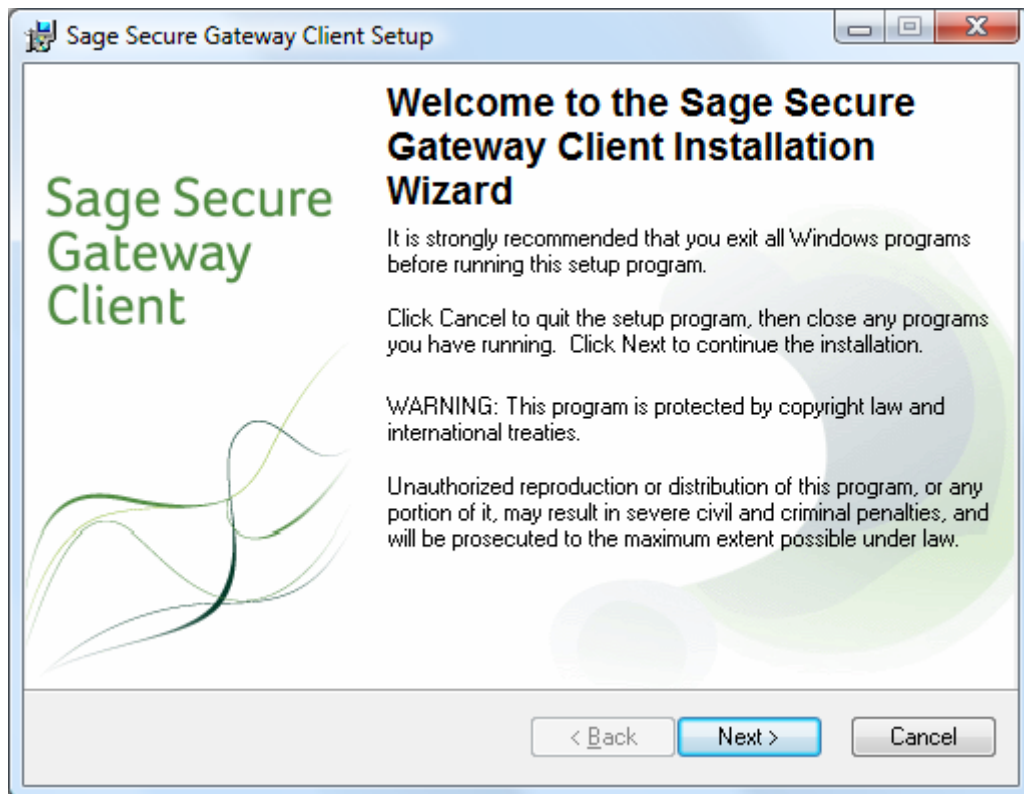 Sage Secure Gateway Client Setup
Welcome to the Sage Secure
Gateway Client Installation
Wizard
Sage Secure
Gateway
Client
It is strongly recommended that you exit all Windows programs
before running this setup program.
Click Cancel to quit the setup program, then close any programs
you have running.  Click Next to continue the installation.
WARNING: This program is protected by copyright law and
international treaties.
Unauthorized reproduction or distribution of this program, or any
portion of it, may result in severe civil and criminal penalties, and
will be prosecuted to the maximum extent possible under law.
< Back
Next >
Cancel